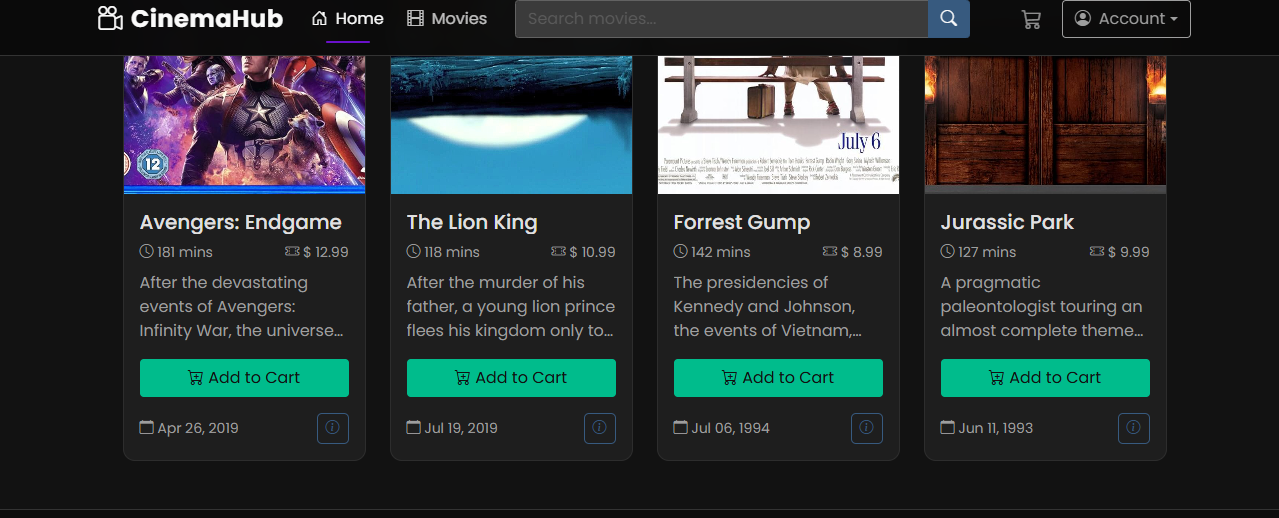 CinemaHub Home Movies Search movies... Account
12
July 6
Avengers: Endgame
181 mins $ 12.99
After the devastating
events of Avengers:
Infinity War, the universe...
Add to Cart
Apr 26, 2019
The Lion King
118 mins $ 10.99
After the murder of his
father, a young lion prince
flees his kingdom only to...
Add to Cart
Jul 19, 2019
Forrest Gump
142 mins $ 8.99
The presidencies of
Kennedy and Johnson,
the events of Vietnam,...
Add to Cart
Jul 06, 1994
Jurassic Park
127 mins $ 9.99
A pragmatic
paleontologist touring an
almost complete theme...
Add to Cart
Jun 11, 1993